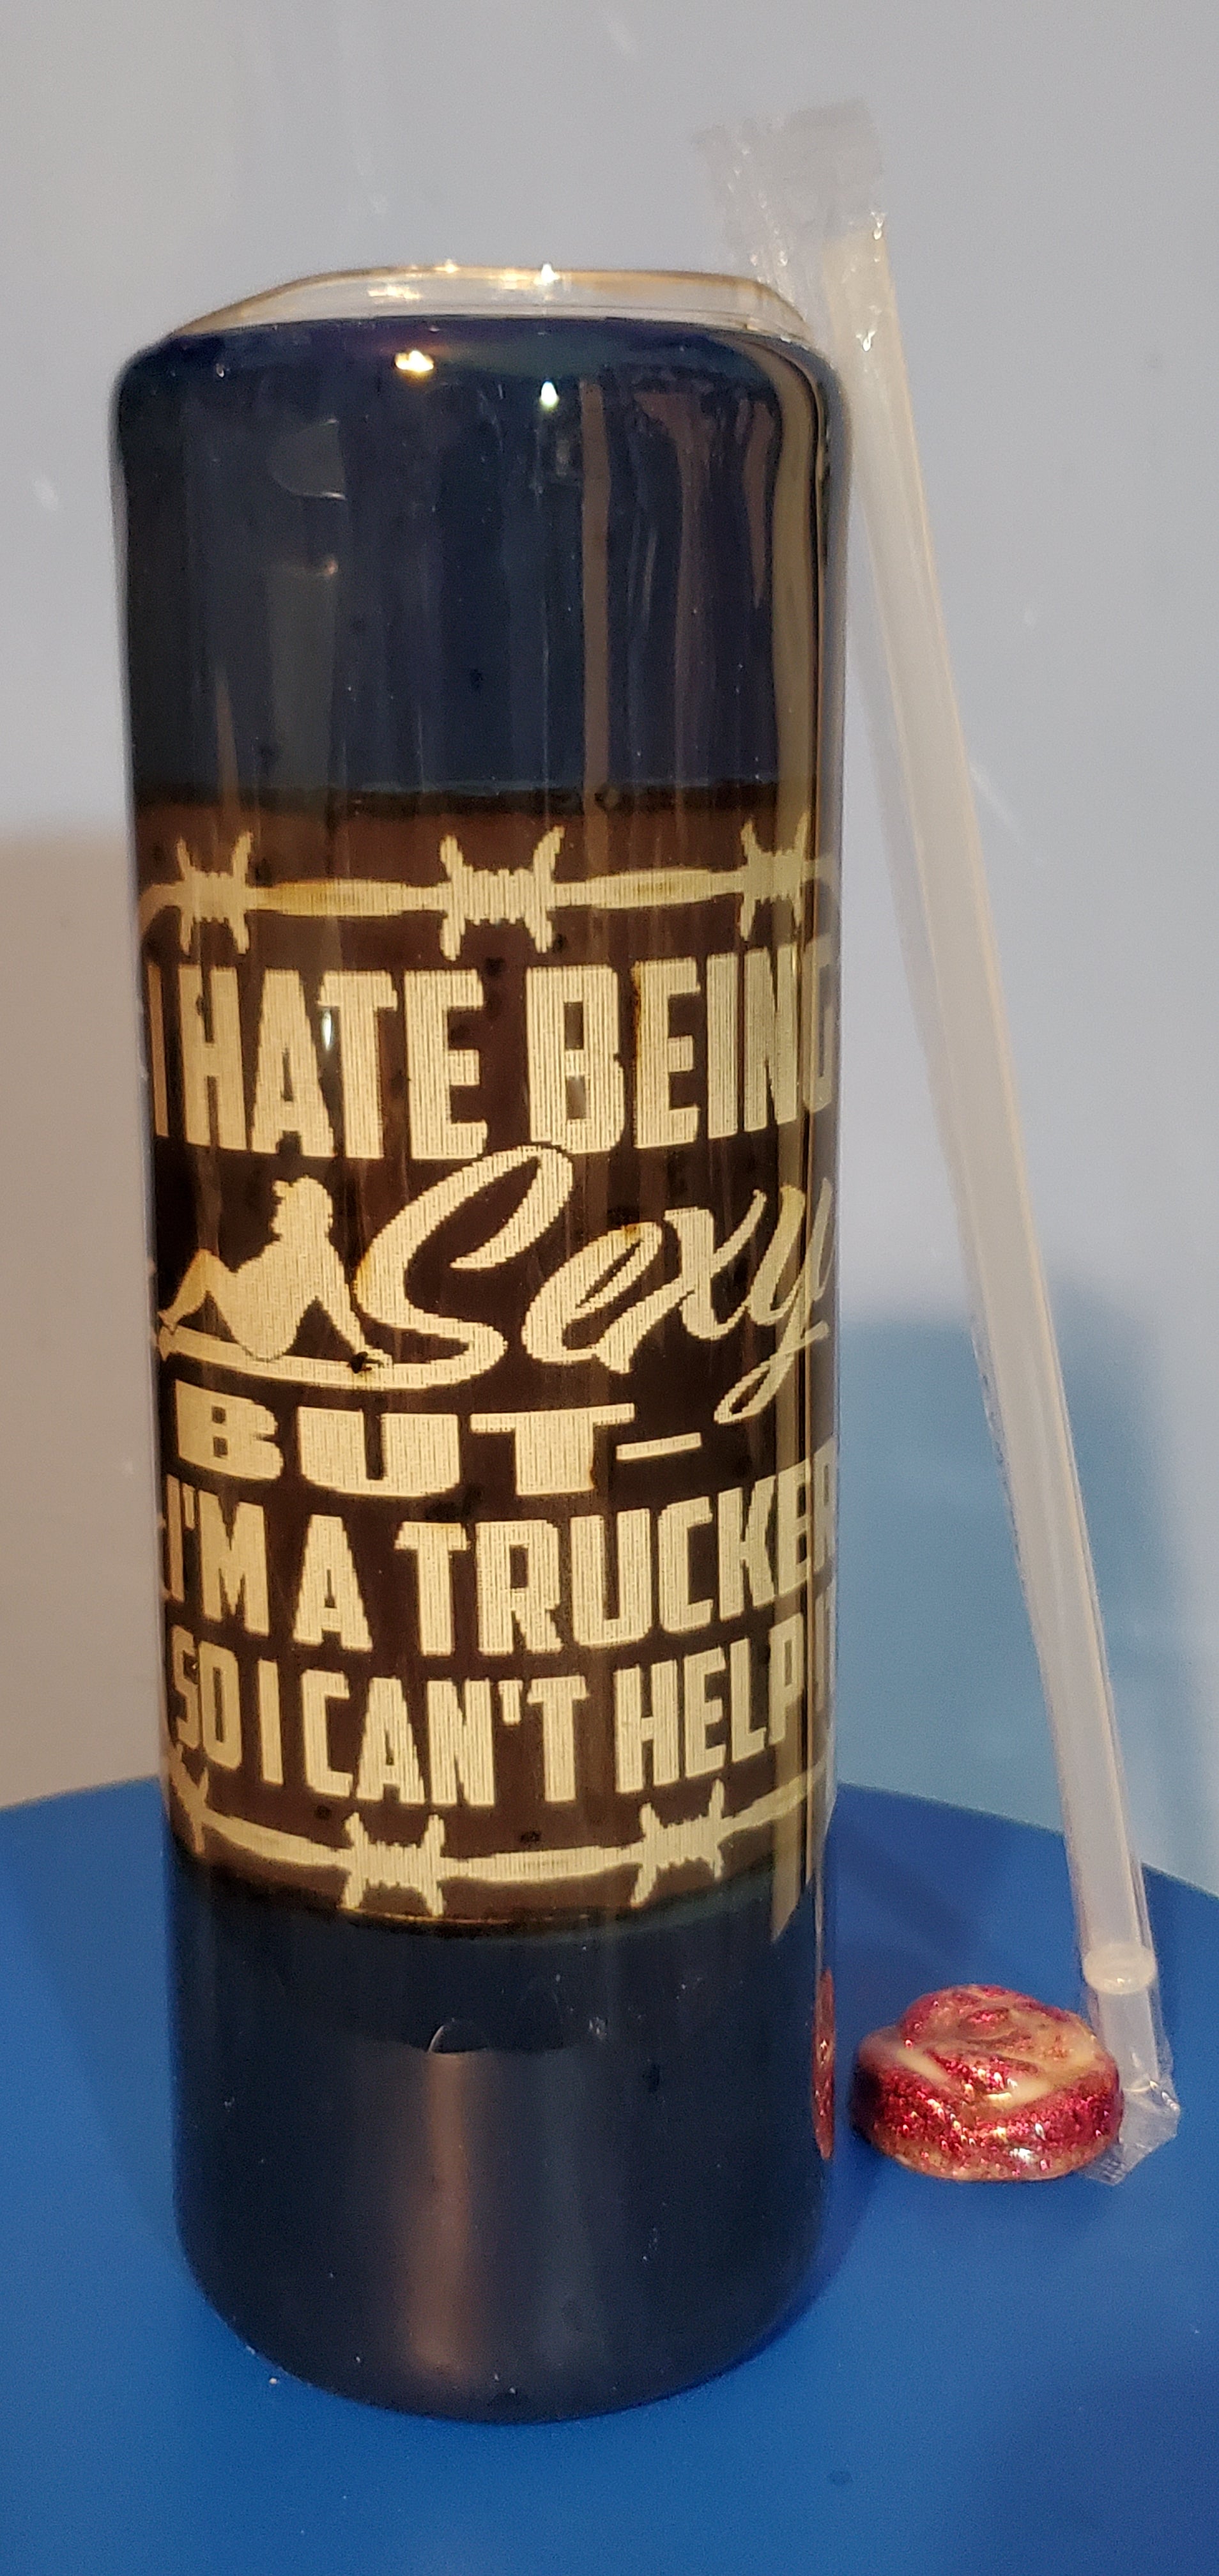 I HATE BEING
Sexy
BUT-
I'M A TRUCKER
SO I CAN'T HELP